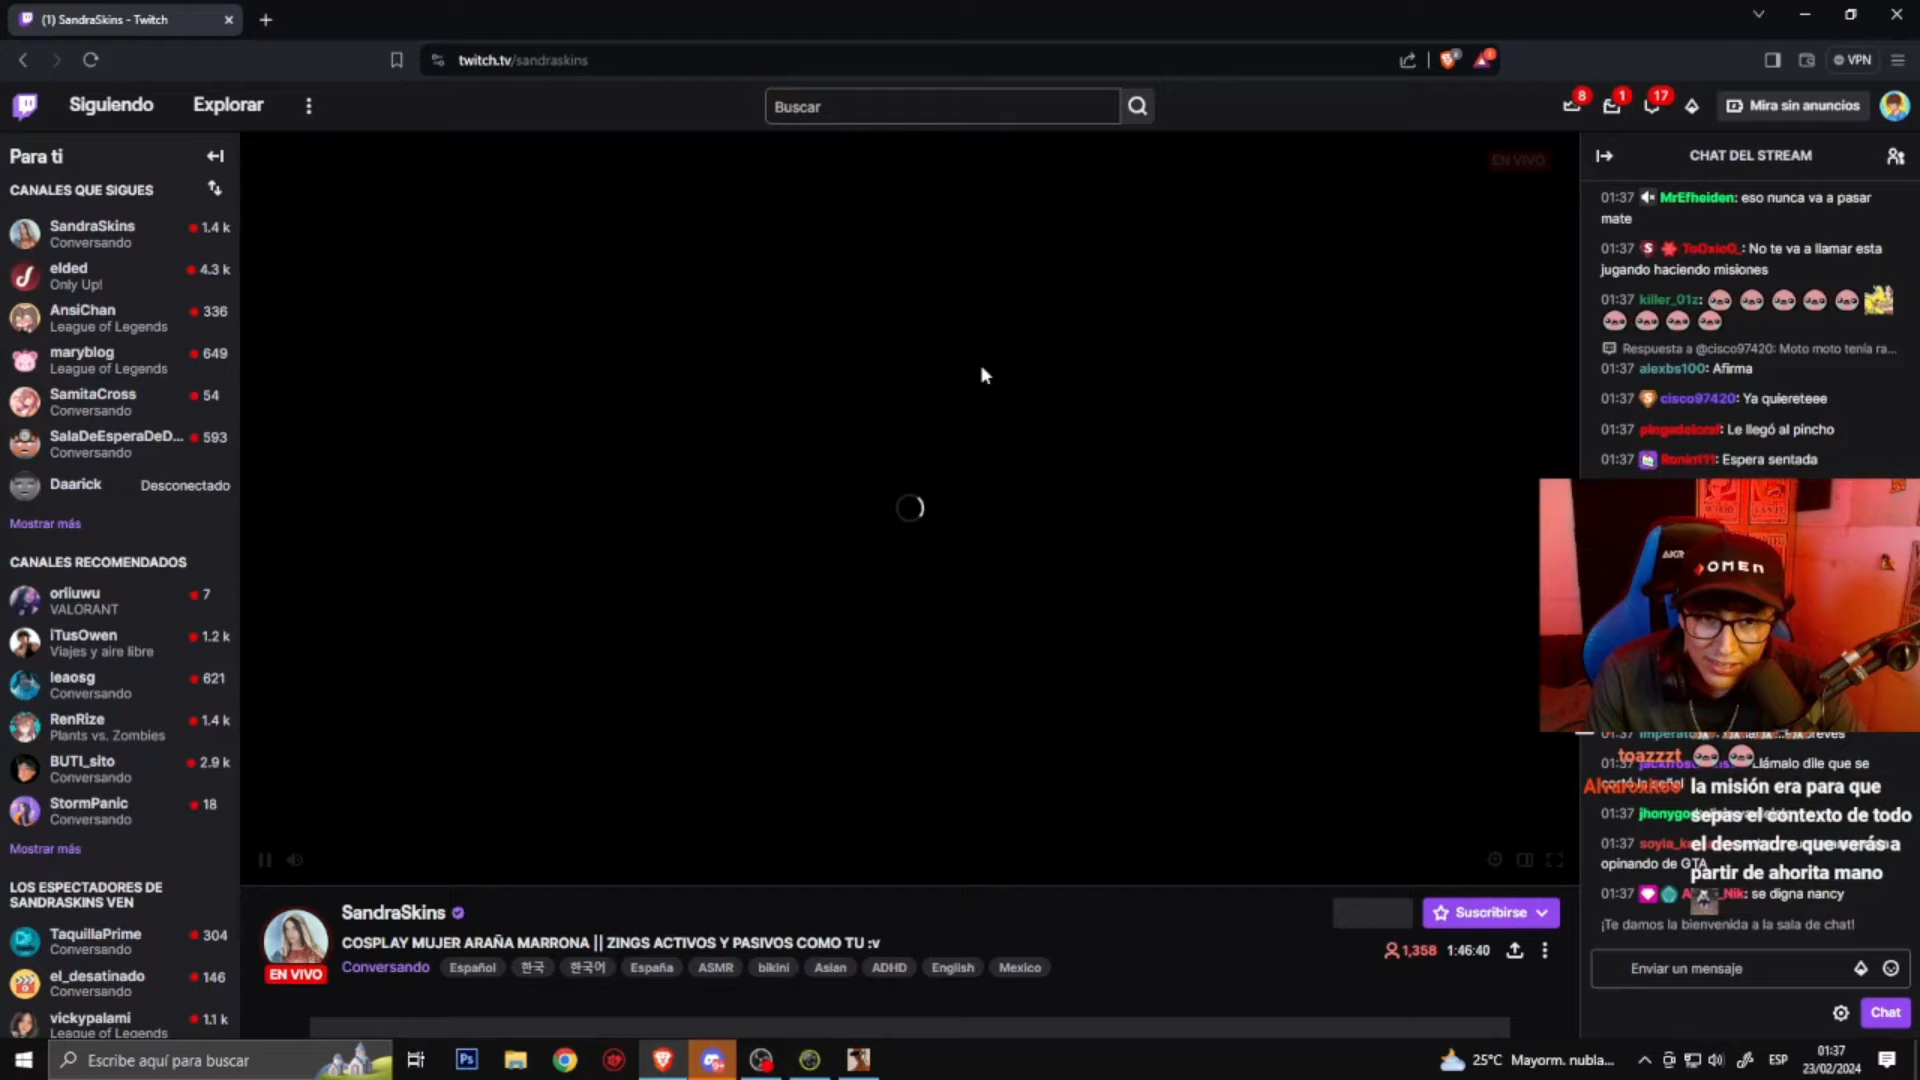 (1) SandraSkins - Twitch
twitch.tv/sandraskins
VPN
Siguiendo
Explorar
Buscar
8
1
17
Mira sin anuncios
Para ti
CANALES QUE SIGUES
SandraSkins
1.4 k
Conversando
elded
4.3 k
Only Up!
AnsiChan
336
League of Legends
maryblog
649
League of Legends
SamitaCross
54
Conversando
SalaDeEsperaDeD...
593
Conversando
Daarick
Desconectado
Mostrar más
CANALES RECOMENDADOS
oriiuwu
7
VALORANT
iTusOwen
1.2 k
Viajes y aire libre
leaosg
621
Conversando
RenRize
1.4 k
Plants vs. Zombies
BUTI_sito
2.9 k
Conversando
StormPanic
18
Conversando
Mostrar más
LOS ESPECTADORES DE
SANDRASKINS VEN
TaquillaPrime
304
Conversando
el_desatinado
146
Conversando
vickypalami
1.1 k
League of Legends
EN VIVO
SandraSkins
COSPLAY MUJER ARAÑA MARRONA || ZINGS ACTIVOS Y PASIVOS COMO TU :v
Conversando
Español
한국
한국어
España
ASMR
bikini
Asian
ADHD
English
Mexico
EN VIVO
Suscribirse
1,358
1:46:40
CHAT DEL STREAM
01:37 MrEfheiden: eso nunca va a pasar
mate
01:37 ToOxicO_: No te va a llamar esta
jugando haciendo misiones
01:37 killer_01z:
Respuesta a @cisco97420: Moto moto tenía ra...
01:37 alexbs100: Afirma
01:37 cisco97420: Ya quiereteee
01:37 : Le llegó al pincho
01:37 Ronin111: Espera sentada
AKR
OMEN
toazzzt
Llámalo dile que se
la misión era para que
sepas el contexto de todo
el desmadre que verás a
partir de ahorita mano
01:37
01:37
opinando de GTA
01:37 se digna nancy
¡Te damos la bienvenida a la sala de chat!
Enviar un mensaje
Chat
Escribe aquí para buscar
Ps
25°C Mayorm. nubla...
ESP
01:37
23/02/2024